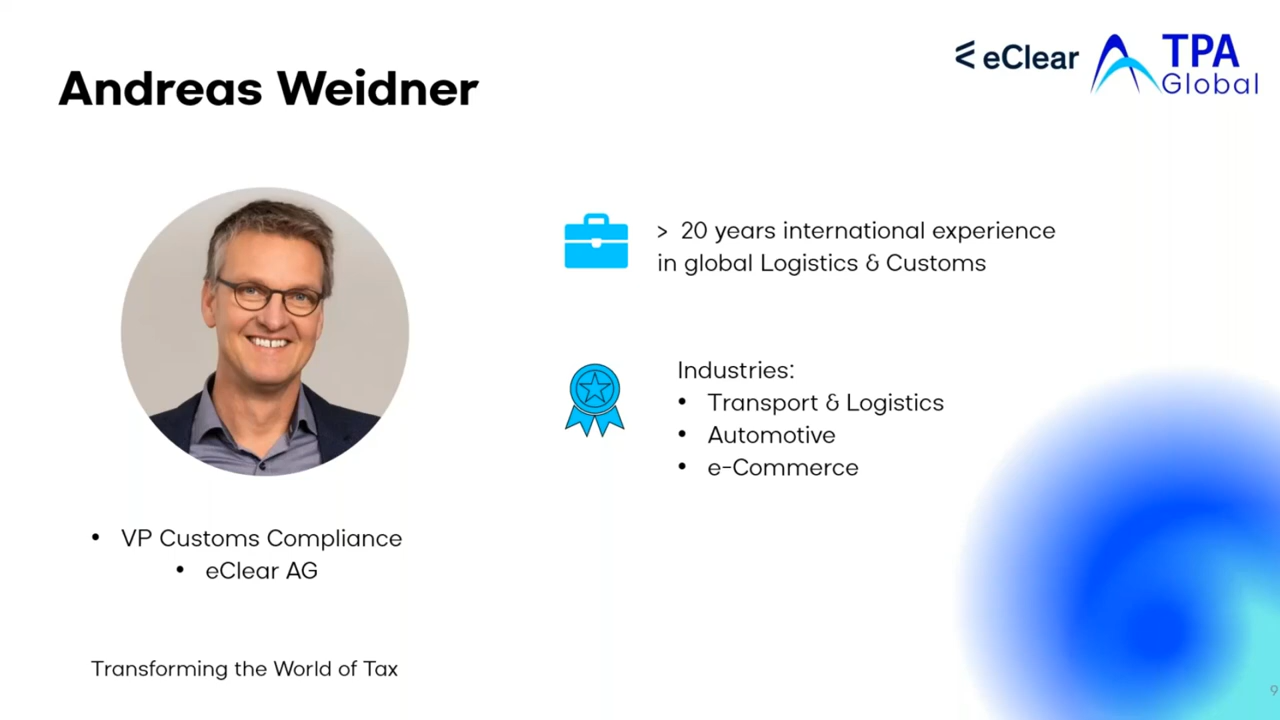 eClear
TPA
Global
Andreas Weidner
> 20 years international experience
in global Logistics & Customs
Industries:
• Transport & Logistics
• Automotive
• e-Commerce
• VP Customs Compliance
• eClear AG
Transforming the World of Tax
9